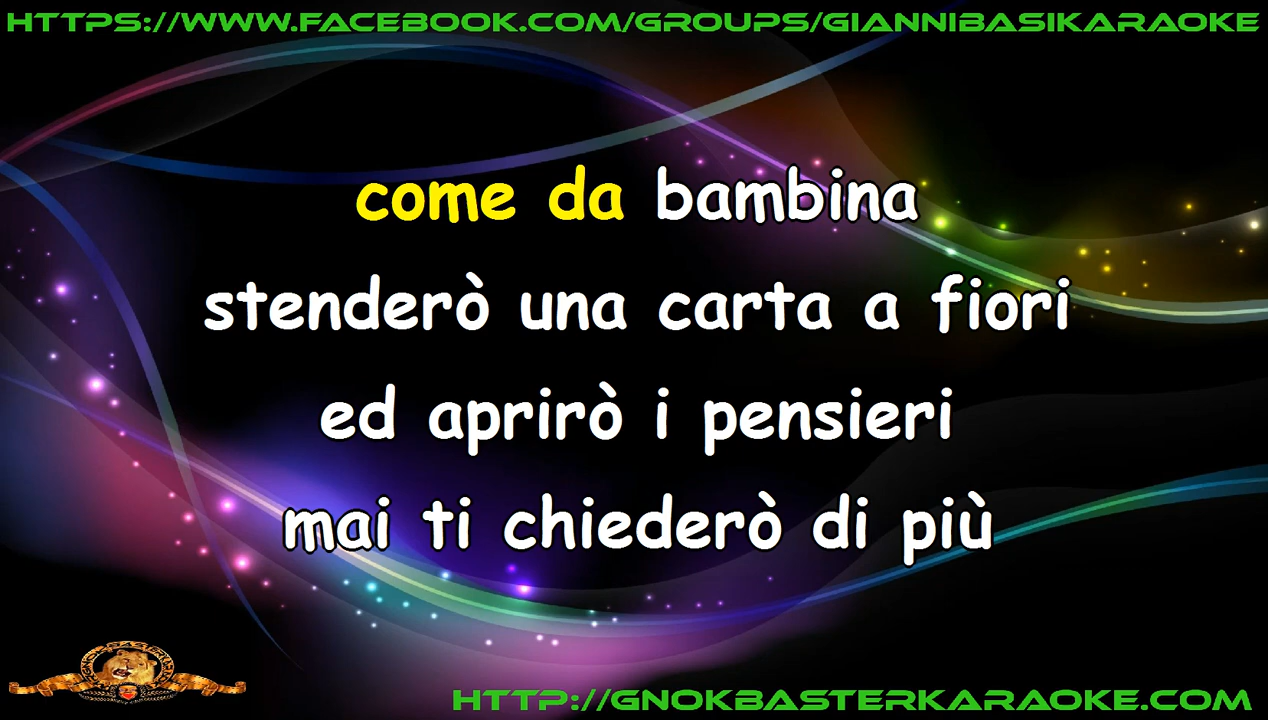 HTTPS://WWW.FACEBOOK.COM/GROUPS/GIANNIBASIKARAOKE
come da bambina
stenderò una carta a fiori
ed aprirò i pensieri
mai ti chiederò di più
HTTP://GNOKBASTERKARAOKE.COM